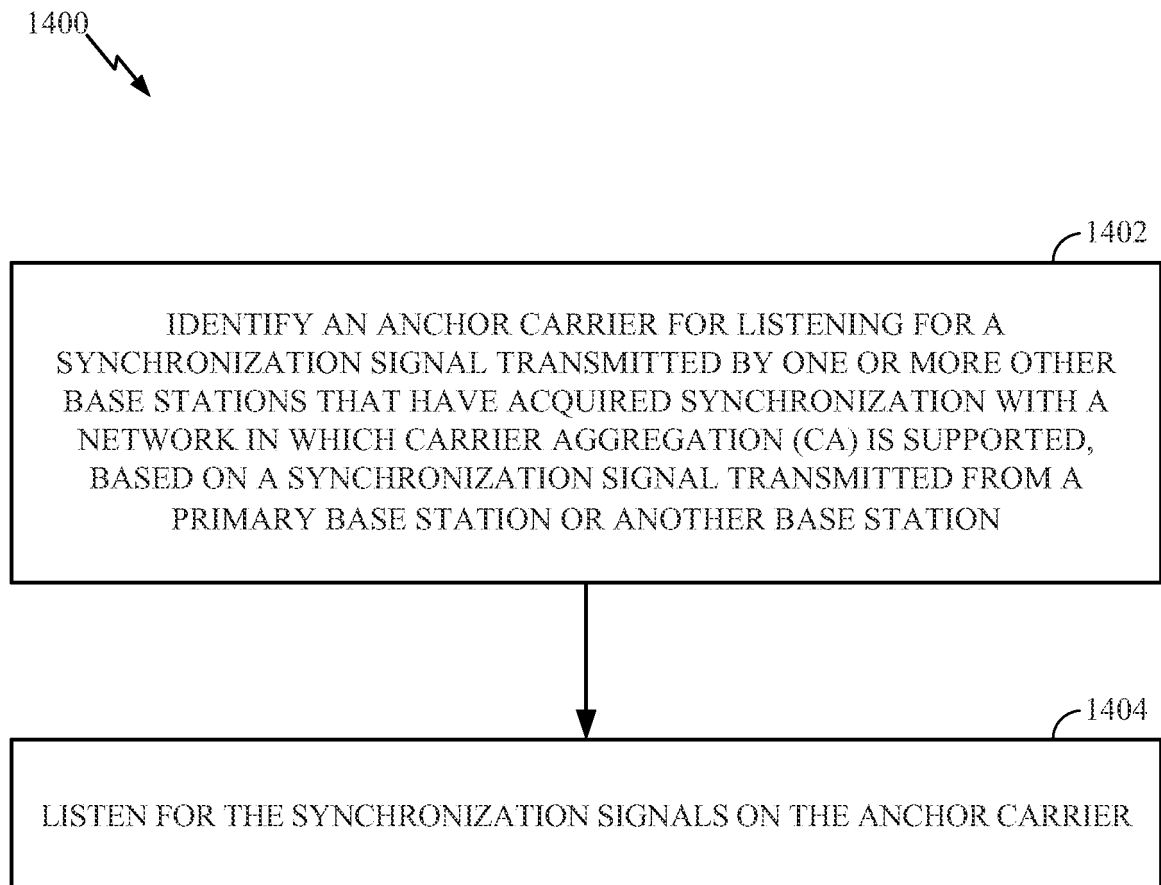 1400
1402
IDENTIFY AN ANCHOR CARRIER FOR LISTENING FOR A
SYNCHRONIZATION SIGNAL TRANSMITTED BY ONE OR MORE OTHER
BASE STATIONS THAT HAVE ACQUIRED SYNCHRONIZATION WITH A
NETWORK IN WHICH CARRIER AGGREGATION (CA) IS SUPPORTED,
BASED ON A SYNCHRONIZATION SIGNAL TRANSMITTED FROM A
PRIMARY BASE STATION OR ANOTHER BASE STATION
1404
LISTEN FOR THE SYNCHRONIZATION SIGNALS ON THE ANCHOR CARRIER